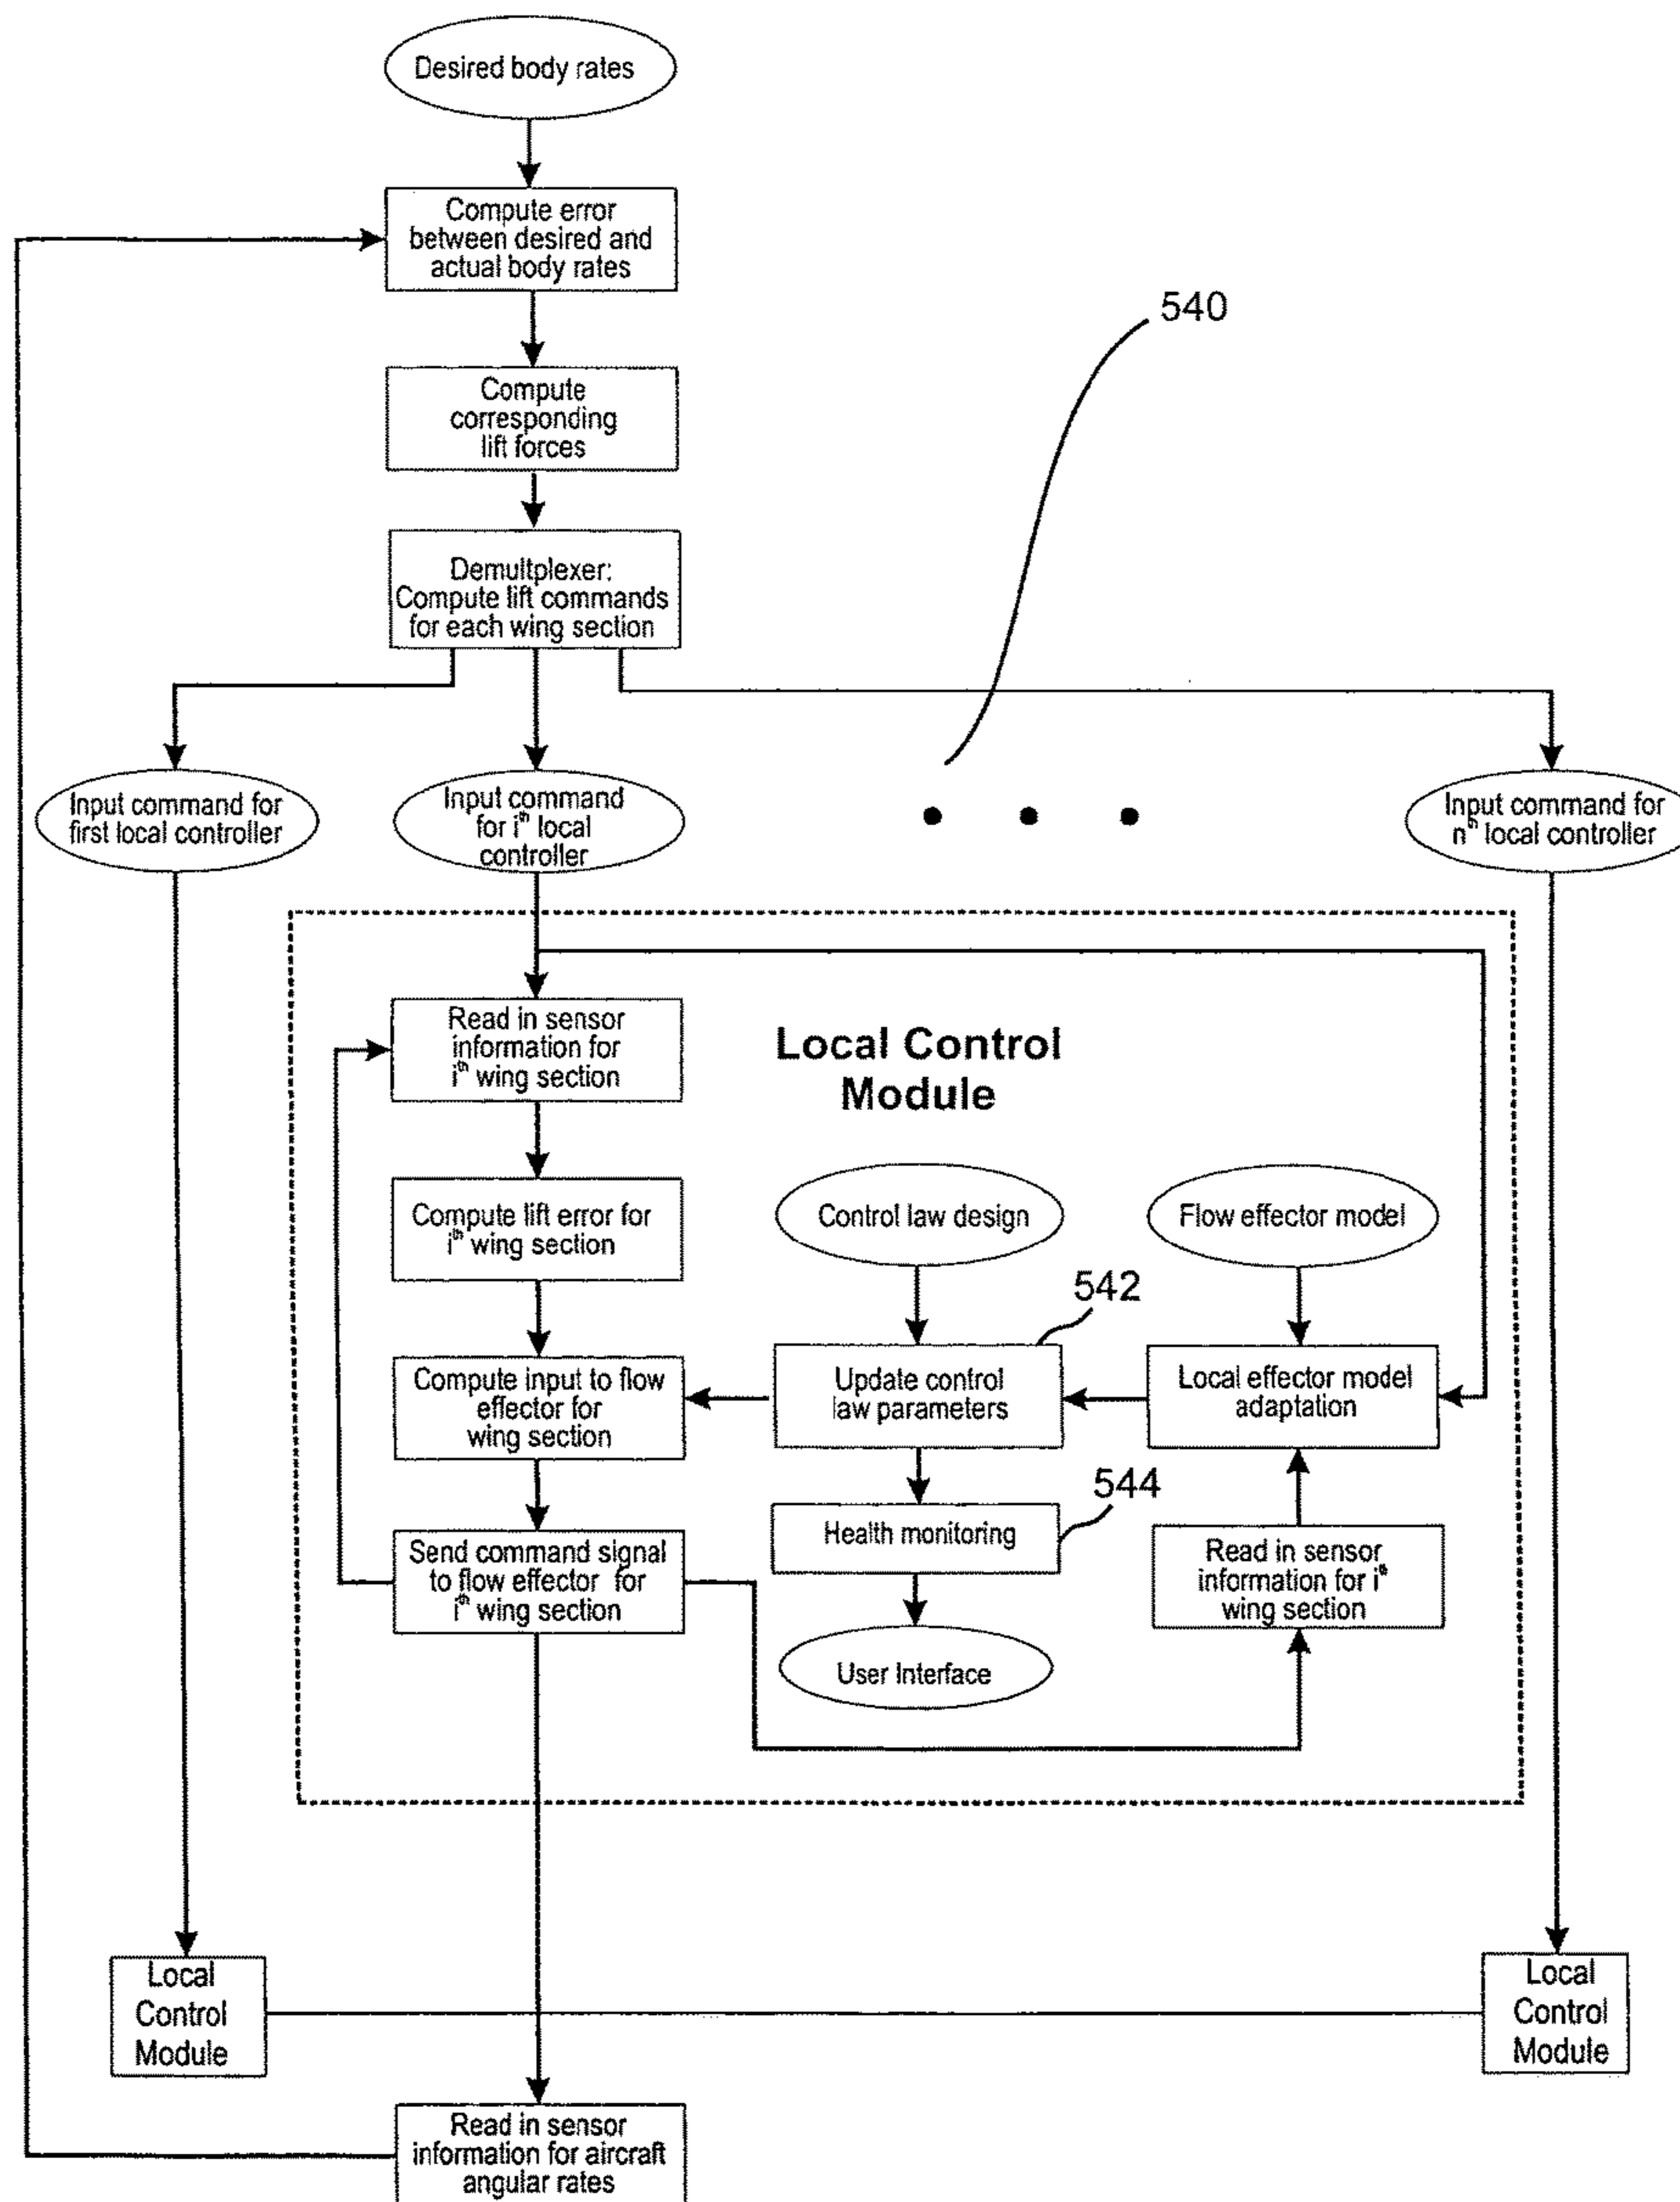 Desired body rates
Compute error
between desired and
actual body rates
540
Compute
corresponding
lift forces
Demultplexer:
Compute lift commands
for each wing section
Input command for
first local controller
Input command
for iᵗʰ local
controller
Input command for
nᵗʰ local controller
Read in sensor
information for
iᵗʰ wing section
Local Control
Module
Compute lift error for
iᵗʰ wing section
Control law design
Flow effector model
542
Compute input to flow
effector for
wing section
Update control
law parameters
Local effector model
adaptation
544
Send command signal
to flow effector for
iᵗʰ wing section
Health monitoring
Read in sensor
information for iᵗʰ
wing section
User Interface
Local
Control
Module
Local
Control
Module
Read in sensor
information for aircraft
angular rates